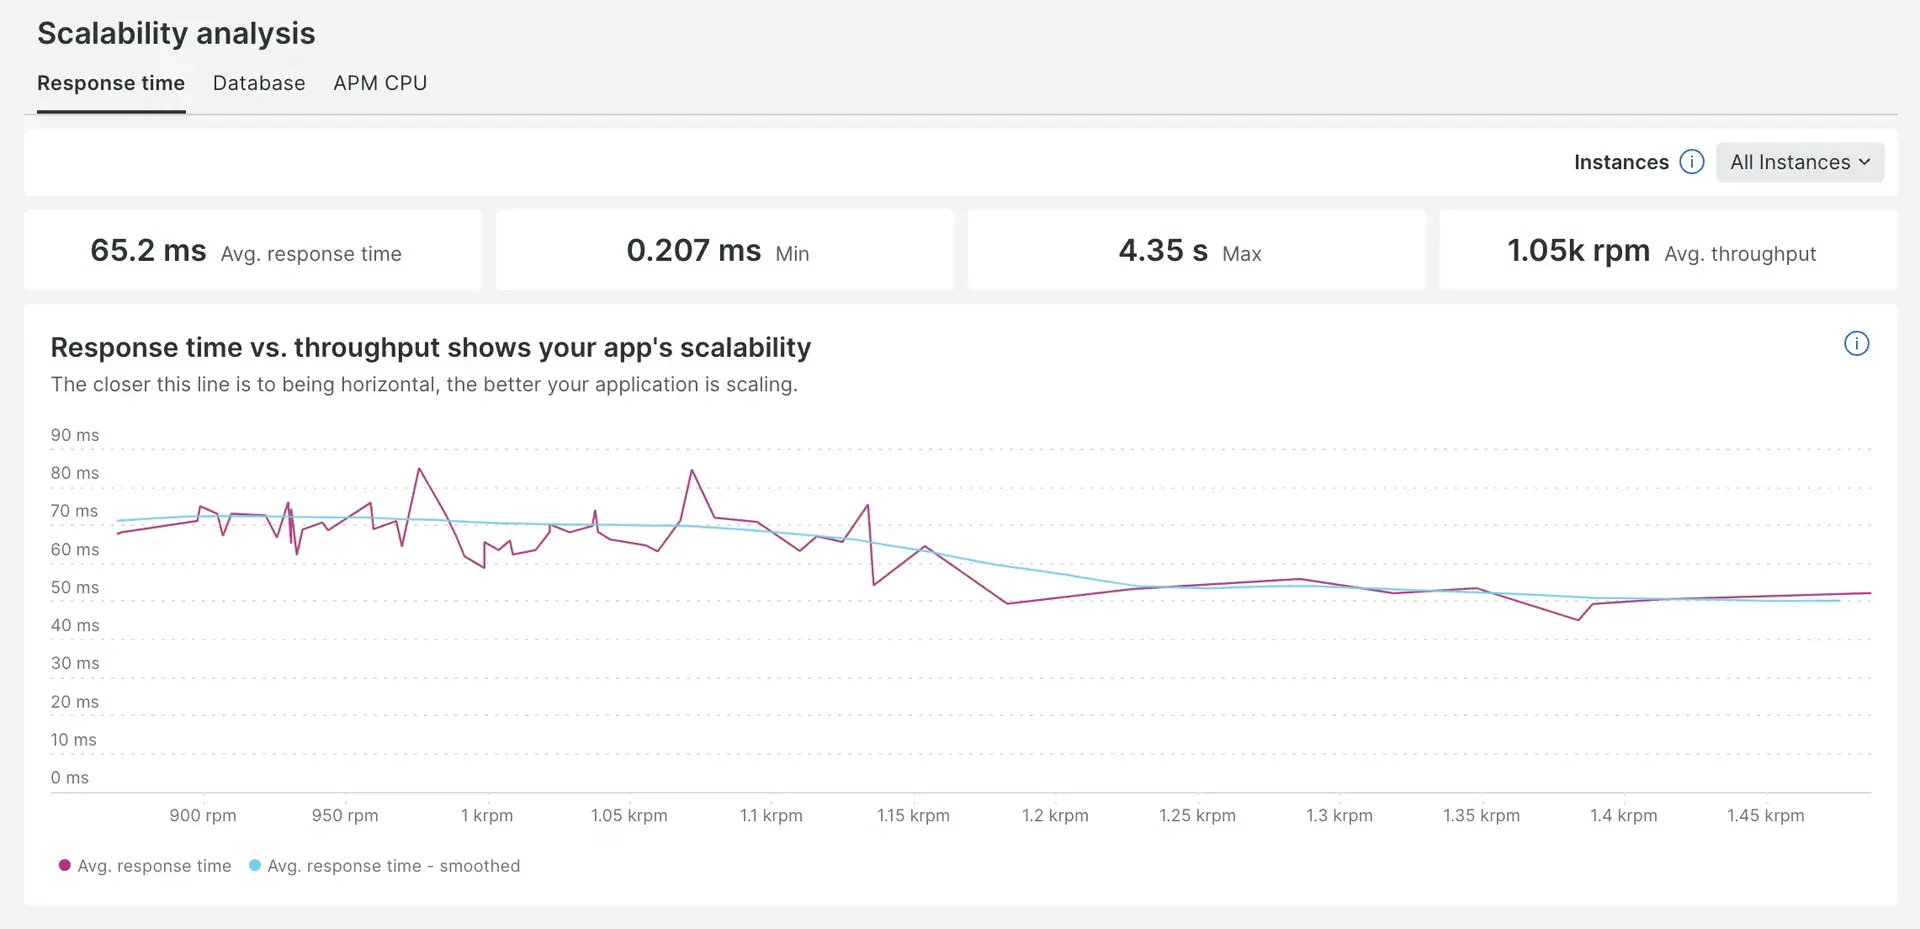 Scalability analysis
Response time Database APM CPU
Instances i All Instances
65.2 ms Avg. response time 0.207 ms Min 4.35 s Max 1.05k rpm Avg. throughput
Response time vs. throughput shows your app's scalability i
The closer this line is to being horizontal, the better your application is scaling.
90 ms
80 ms
70 ms
60 ms
50 ms
40 ms
30 ms
20 ms
10 ms
0 ms
900 rpm 950 rpm 1 krpm 1.05 krpm 1.1 krpm 1.15 krpm 1.2 krpm 1.25 krpm 1.3 krpm 1.35 krpm 1.4 krpm 1.45 krpm
Avg. response time Avg. response time - smoothed